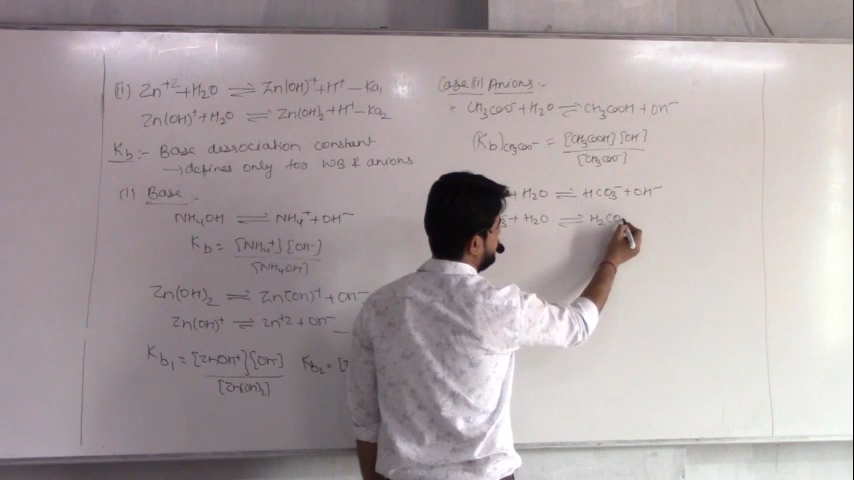 (ii) Zn⁺² + H₂O ⇌ Zn(OH)⁺ + H⁺ — Ka₁
Zn(OH)⁺ + H₂O ⇌ Zn(OH)₂ + H⁺ — Ka₂
Kb :- Base dissociation constant
→ defines only for WB & anions
(1) Base :-
NH₄OH ⇌ NH₄⁺ + OH⁻
Kb = [NH₄⁺][OH⁻] / [NH₄OH]
Zn(OH)₂ ⇌ Zn(OH)⁺ + OH⁻
Zn(OH)⁺ ⇌ Zn⁺² + OH⁻
Kb₁ = [ZnOH⁺][OH⁻] / [Zn(OH)₂] Kb₂ = [
Case(ii) Anions :-
CH₃COO⁻ + H₂O ⇌ CH₃COOH + OH⁻
(Kb)CH₃COO⁻ = [CH₃COOH][OH⁻] / [CH₃COO⁻]
+ H₂O ⇌ HCO₃⁻ + OH⁻
+ H₂O ⇌ H₂CO